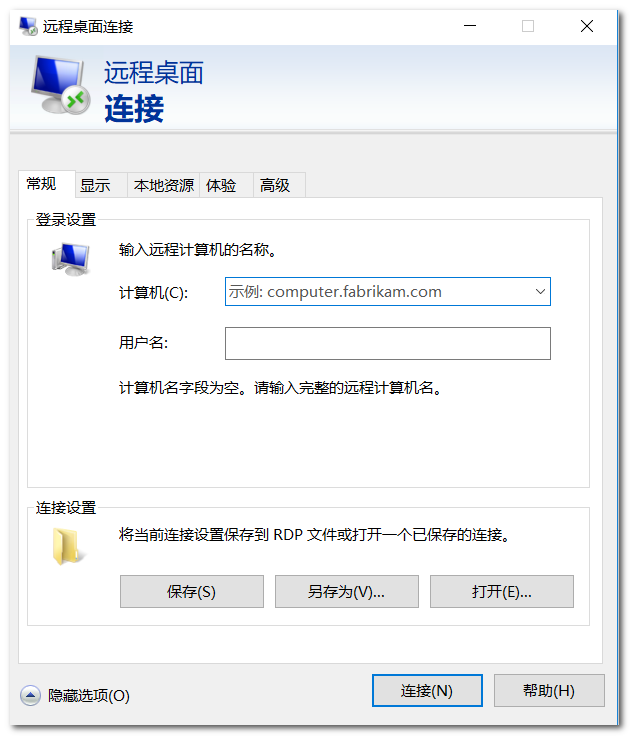 远程桌面连接
远程桌面
连接
常规 显示 本地资源 体验 高级
登录设置
输入远程计算机的名称。
计算机(C): 示例: computer.fabrikam.com
用户名:
计算机名字段为空。请输入完整的远程计算机名。
连接设置
将当前连接设置保存到 RDP 文件或打开一个已保存的连接。
保存(S) 另存为(V)... 打开(E)...
隐藏选项(O) 连接(N) 帮助(H)